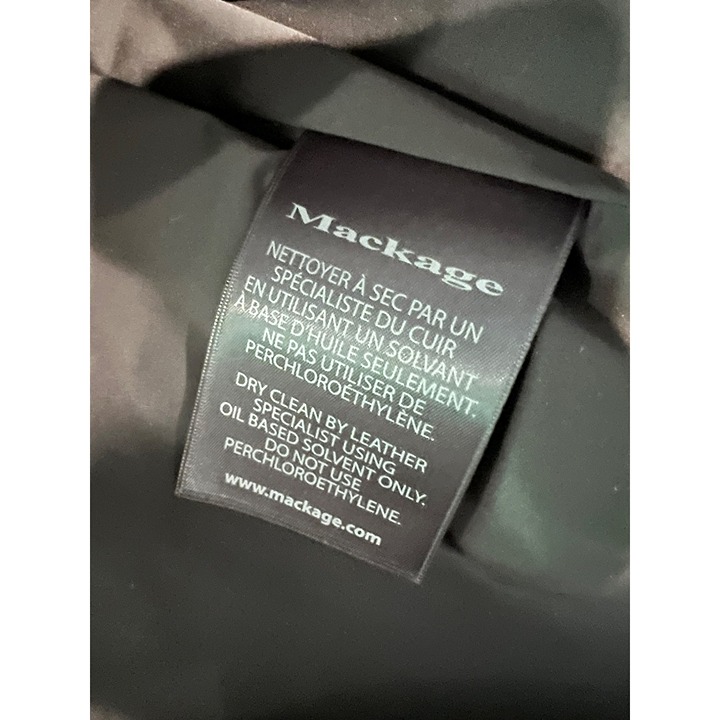 Mackage
NETTOYER À SEC PAR UN
SPÉCIALISTE DU CUIR
EN UTILISANT UN SOLVANT
À BASE D'HUILE SEULEMENT.
NE PAS UTILISER DE
PERCHLOROÉTHYLÈNE.
DRY CLEAN BY LEATHER
SPECIALIST USING
OIL BASED SOLVENT ONLY.
DO NOT USE
PERCHLOROETHYLENE.
www.mackage.com